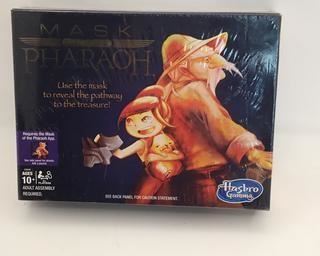 MASK
PHARAOH
Use the mask
to reveal the pathway
to the treasure!
Requires the Mask
of the Pharaoh App.
AGES
10+
ADULT ASSEMBLY
REQUIRED.
SEE BACK PANEL FOR CAUTION STATEMENT.
Hasbro
Gaming